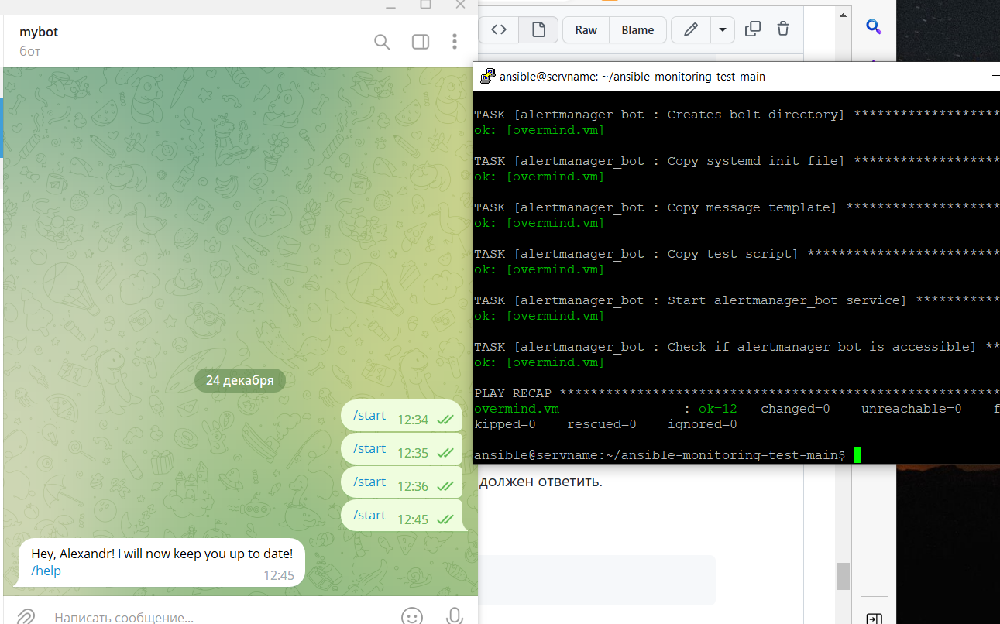 mybot
бот
24 декабря
/start 12:34
/start 12:35
/start 12:36
/start 12:45
Hey, Alexandr! I will now keep you up to date!
/help 12:45
Написать сообщение...
Raw Blame
ansible@servname: ~/ansible-monitoring-test-main
TASK [alertmanager_bot : Creates bolt directory] *******************
ok: [overmind.vm]
TASK [alertmanager_bot : Copy systemd init file] *******************
ok: [overmind.vm]
TASK [alertmanager_bot : Copy message template] ********************
ok: [overmind.vm]
TASK [alertmanager_bot : Copy test script] *************************
ok: [overmind.vm]
TASK [alertmanager_bot : Start alertmanager_bot service] ***********
ok: [overmind.vm]
TASK [alertmanager_bot : Check if alertmanager bot is accessible] **
ok: [overmind.vm]
PLAY RECAP *********************************************************
overmind.vm : ok=12 changed=0 unreachable=0 f
kipped=0 rescued=0 ignored=0
ansible@servname:~/ansible-monitoring-test-main$
должен ответить.